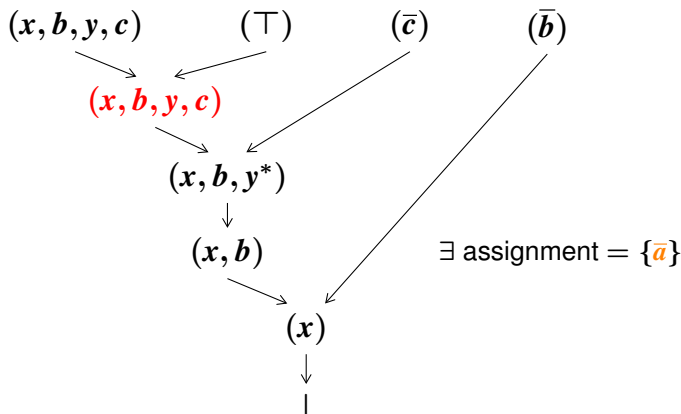 (x, b, y, c) (⊤) (c̅) (b̅)
(x, b, y, c)
(x, b, y*)
(x, b) ∃ assignment = {a̅}
(x)